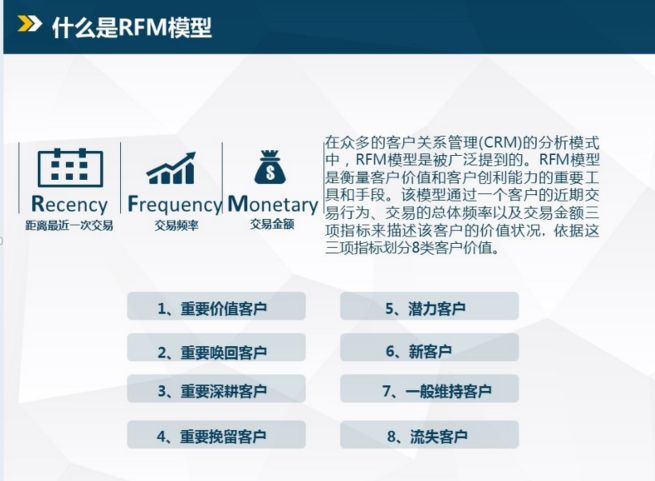 什么是RFM模型
Recency
距离最近一次交易
Frequency
交易频率
Monetary
交易金额
在众多的客户关系管理(CRM)的分析模式
中，RFM模型是被广泛提到的。RFM模型
是衡量客户价值和客户创利能力的重要工
具和手段。该模型通过一个客户的近期交
易行为、交易的总体频率以及交易金额三
项指标来描述该客户的价值状况. 依据这
三项指标划分8类客户价值。
1、重要价值客户
2、重要唤回客户
3、重要深耕客户
4、重要挽留客户
5、潜力客户
6、新客户
7、一般维持客户
8、流失客户